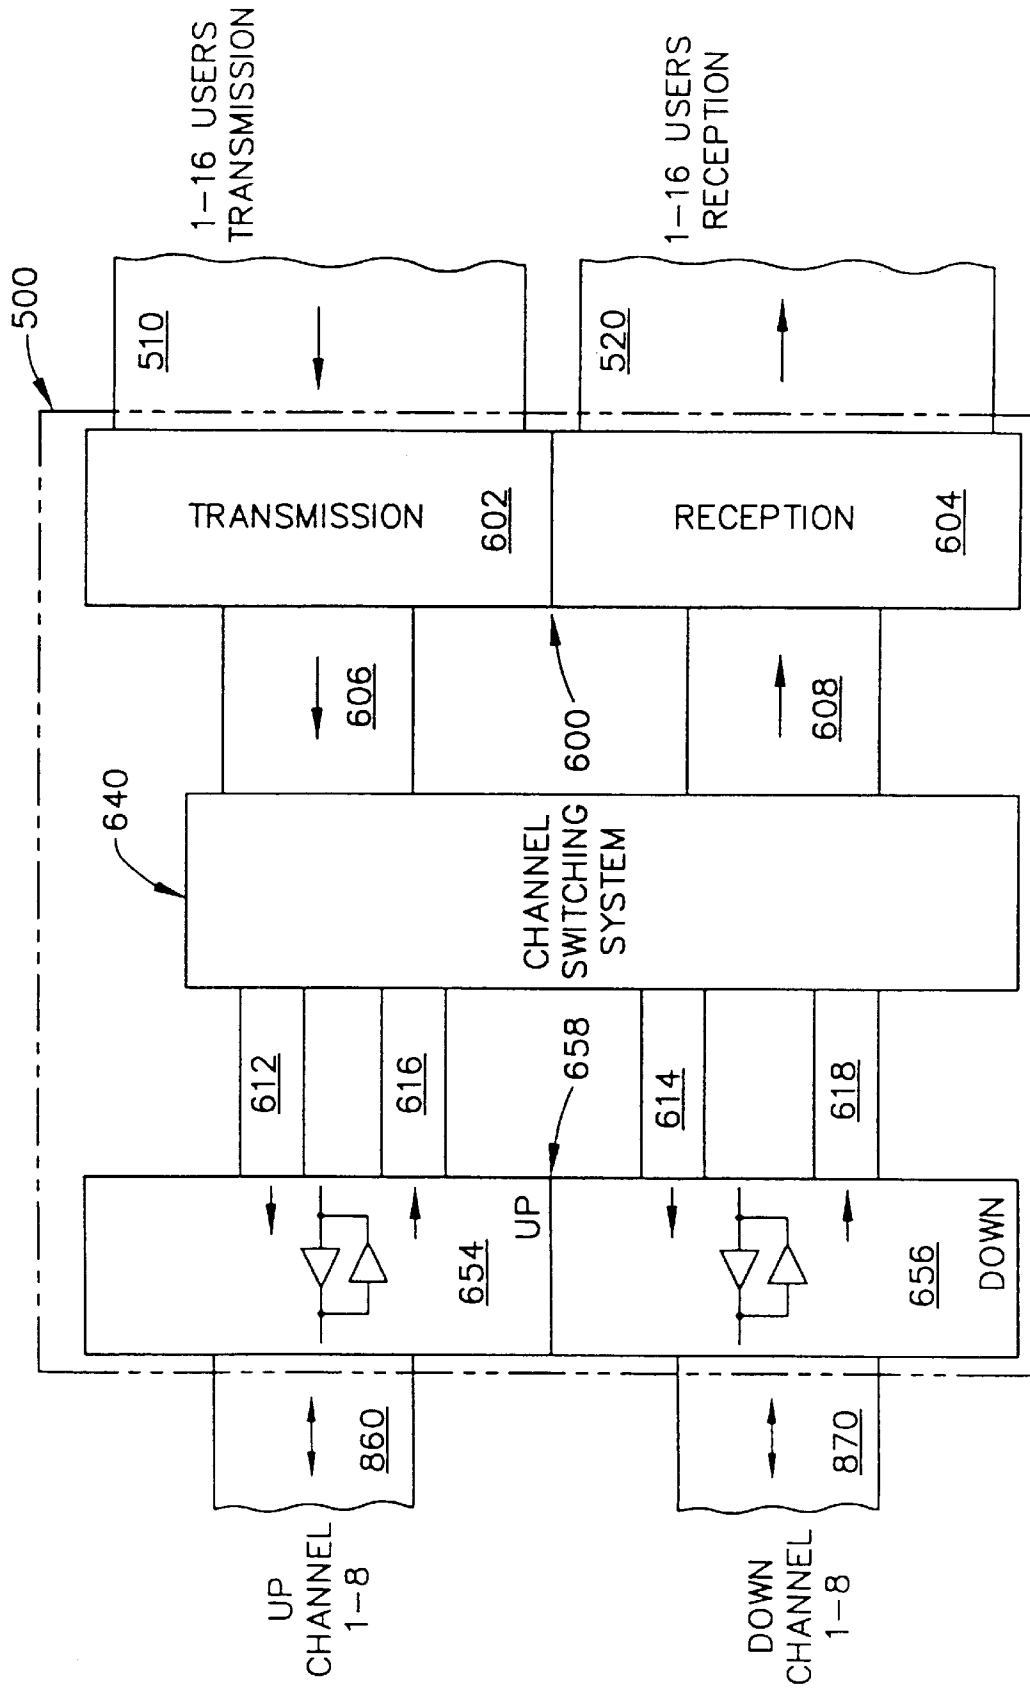 500
1-16 USERS
TRANSMISSION
510
1-16 USERS
RECEPTION
520
TRANSMISSION
602
RECEPTION
604
606
600
608
640
CHANNEL
SWITCHING
SYSTEM
612
616
658
614
618
UP
654
656
DOWN
860
870
UP
CHANNEL
1-8
DOWN
CHANNEL
1-8